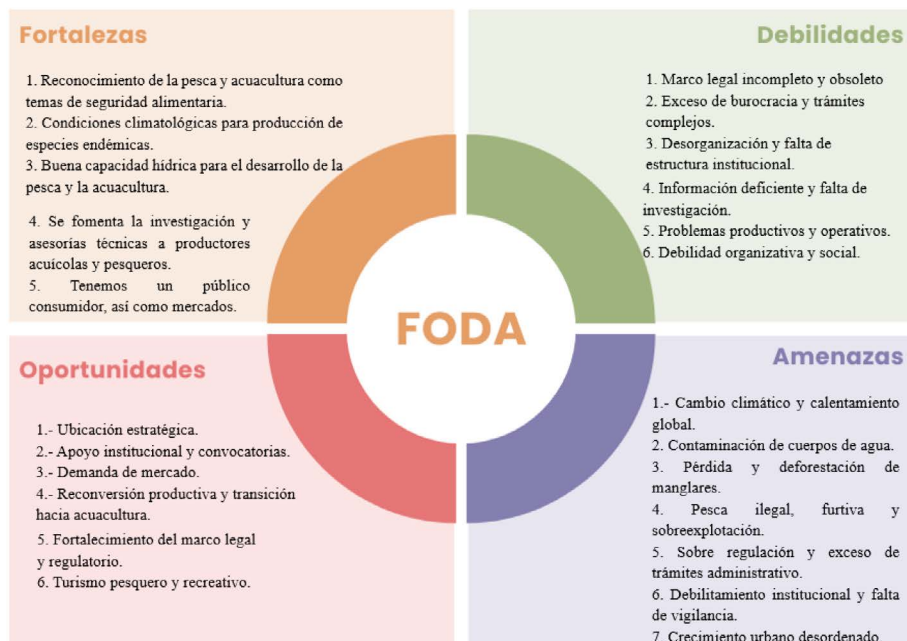 Fortalezas
1. Reconocimiento de la pesca y acuacultura como
temas de seguridad alimentaria.
2. Condiciones climatológicas para producción de
especies endémicas.
3. Buena capacidad hídrica para el desarrollo de la
pesca y la acuacultura.
4. Se fomenta la investigación y
asesorías técnicas a productores
acuícolas y pesqueros.
5. Tenemos un público
consumidor, así como mercados.
Debilidades
1. Marco legal incompleto y obsoleto
2. Exceso de burocracia y trámites
complejos.
3. Desorganización y falta de
estructura institucional.
4. Información deficiente y falta de
investigación.
5. Problemas productivos y operativos.
6. Debilidad organizativa y social.
FODA
Oportunidades
1.- Ubicación estratégica.
2.- Apoyo institucional y convocatorias.
3.- Demanda de mercado.
4.- Reconversión productiva y transición
hacia acuacultura.
5. Fortalecimiento del marco legal
y regulatorio.
6. Turismo pesquero y recreativo.
Amenazas
1.- Cambio climático y calentamiento
global.
2. Contaminación de cuerpos de agua.
3. Pérdida y deforestación de
manglares.
4. Pesca ilegal, furtiva y
sobreexplotación.
5. Sobre regulación y exceso de
trámites administrativo.
6. Debilitamiento institucional y falta
de vigilancia.
7. Crecimiento urbano desordenado